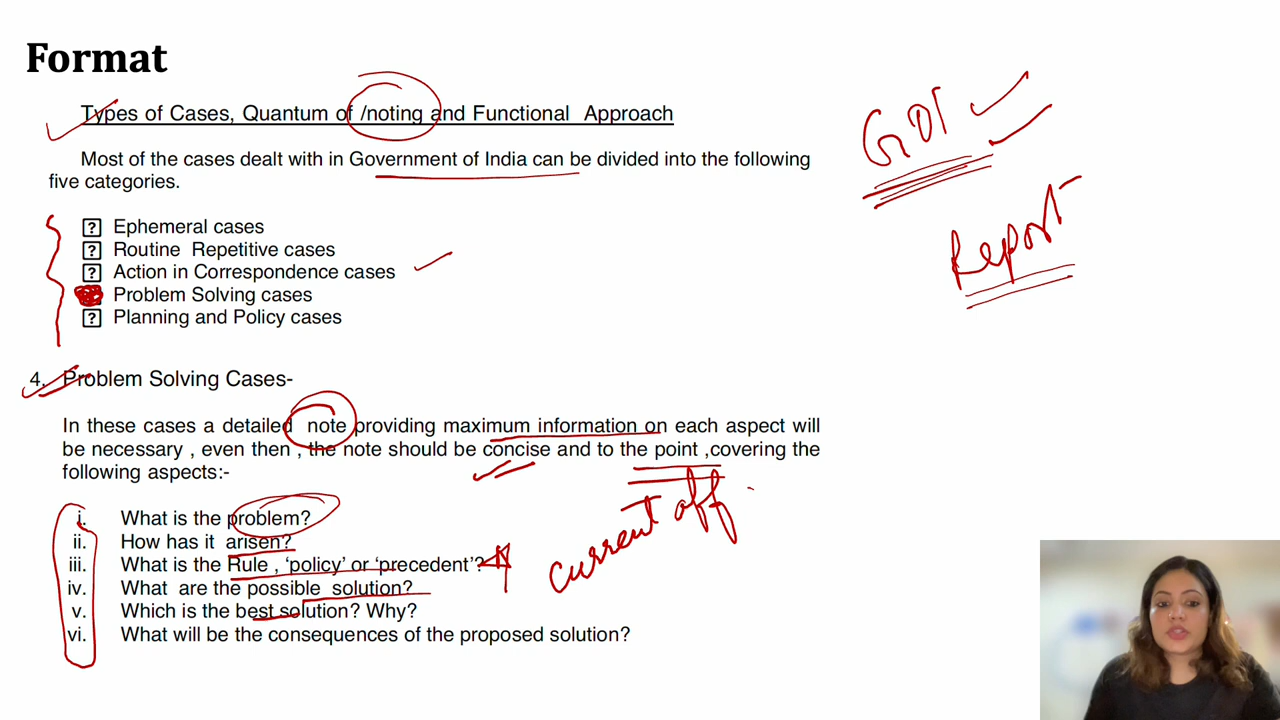 Format
Types of Cases, Quantum of /noting and Functional Approach
Most of the cases dealt with in Government of India can be divided into the following
five categories.
? Ephemeral cases
? Routine Repetitive cases
? Action in Correspondence cases
Problem Solving cases
? Planning and Policy cases
4. Problem Solving Cases-
In these cases a detailed note providing maximum information on each aspect will
be necessary , even then , the note should be concise and to the point ,covering the
following aspects:-
i. What is the problem?
ii. How has it arisen?
iii. What is the Rule , ‘policy’ or ‘precedent’?
iv. What are the possible solution?
v. Which is the best solution? Why?
vi. What will be the consequences of the proposed solution?
GOI
Report
current aff